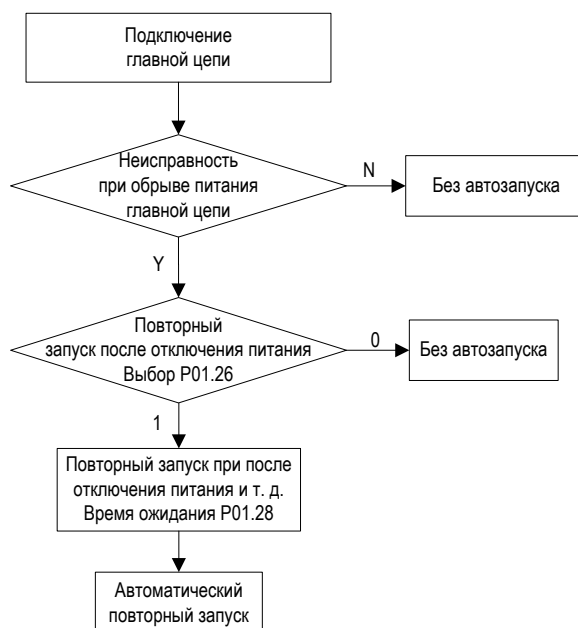 Подключение
главной цепи
Неисправность
при обрыве питания
главной цепи
N
Без автозапуска
Y
Повторный
запуск после отключения питания
Выбор P01.26
0
Без автозапуска
1
Повторный запуск при после
отключения питания и т. д.
Время ожидания P01.28
Автоматический
повторный запуск